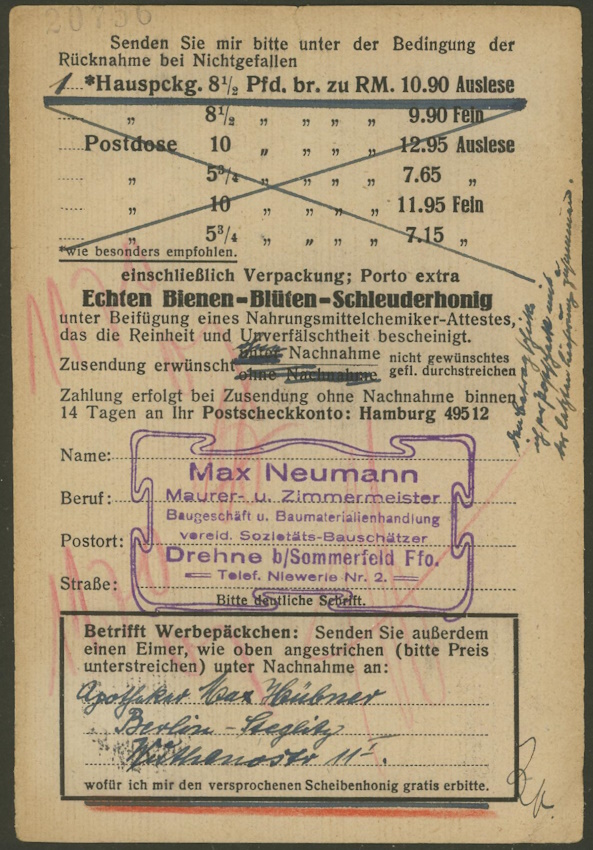 20756
Senden Sie mir bitte unter der Bedingung der
Rücknahme bei Nichtgefallen
1 *Hauspckg. 8½ Pfd. br. zu RM. 10.90 Auslese
„ 8½ „ „ „ „ 9.90 Fein
Postdose 10 „ „ „ „ 12.95 Auslese
„ 5¾ „ „ „ „ 7.65 „
„ 10 „ „ „ „ 11.95 Fein
„ 5¾ „ „ „ „ 7.15 „
*wie besonders empfohlen.
einschließlich Verpackung; Porto extra
Echten Bienen-Blüten-Schleuderhonig
unter Beifügung eines Nahrungsmittelchemiker-Attestes,
das die Reinheit und Unverfälschtheit bescheinigt.
Zusendung erwünscht unter Nachnahme
ohne Nachnahme
nicht gewünschtes
gefl. durchstreichen
Zahlung erfolgt bei Zusendung ohne Nachnahme binnen
14 Tagen an Ihr Postscheckkonto: Hamburg 49512
Name:
Beruf:
Postort:
Straße:
Max Neumann
Maurer- u. Zimmermeister
Baugeschäft u. Baumaterialienhandlung
vereid. Sozietäts-Bauschätzer
Drehne b/Sommerfeld Ffo.
Telef. Niewerle Nr. 2.
Bitte deutliche Schrift.
Betrifft Werbepäckchen: Senden Sie außerdem
einen Eimer, wie oben angestrichen (bitte Preis
unterstreichen) unter Nachnahme an:
Apotheker Max Hübner
Berlin-Steglitz
11 I.
wofür ich mir den versprochenen Scheibenhonig gratis erbitte.